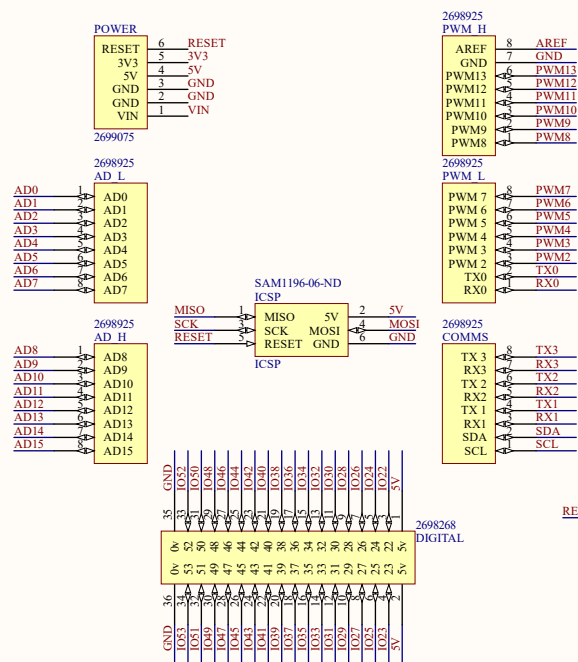 POWER
RESET 6 RESET
3V3 5 3V3
5V 4 5V
GND 3 GND
GND 2 GND
VIN 1 VIN
2699075
2698925
PWM_H
AREF 8 AREF
GND 7 GND
PWM13 6 PWM13
PWM12 5 PWM12
PWM11 4 PWM11
PWM10 3 PWM10
PWM9 2 PWM9
PWM8 1 PWM8
2698925
AD_L
AD0 1 AD0
AD1 2 AD1
AD2 3 AD2
AD3 4 AD3
AD4 5 AD4
AD5 6 AD5
AD6 7 AD6
AD7 8 AD7
2698925
PWM_L
PWM 7 8 PWM7
PWM 6 7 PWM6
PWM 5 6 PWM5
PWM 4 5 PWM4
PWM 3 4 PWM3
PWM 2 3 PWM2
TX0 2 TX0
RX0 1 RX0
SAM1196-06-ND
ICSP
MISO 1 MISO 5V 2 5V
SCK 3 SCK MOSI 4 MOSI
RESET 5 RESET GND 6 GND
ICSP
2698925
AD_H
AD8 1 AD8
AD9 2 AD9
AD10 3 AD10
AD11 4 AD11
AD12 5 AD12
AD13 6 AD13
AD14 7 AD14
AD15 8 AD15
2698925
COMMS
TX 3 8 TX3
RX3 7 RX3
TX 2 6 TX2
RX2 5 RX2
TX 1 4 TX1
RX1 3 RX1
SDA 2 SDA
SCL 1 SCL
RE
GND IO52 IO50 IO48 IO46 IO44 IO42 IO40 IO38 IO36 IO34 IO32 IO30 IO28 IO26 IO24 IO22 5V
35 33 31 29 27 25 23 21 19 17 15 13 11 9 7 5 3 1
0v 52 50 48 46 44 42 40 38 36 34 32 30 28 26 24 22 5v
0v 53 51 49 47 45 43 41 39 37 35 33 31 29 27 25 23 5v
36 34 32 30 28 26 24 22 20 18 16 14 12 10 8 6 4 2
GND IO53 IO51 IO49 IO47 IO45 IO43 IO41 IO39 IO37 IO35 IO33 IO31 IO29 IO27 IO25 IO23 5V
2698268
DIGITAL